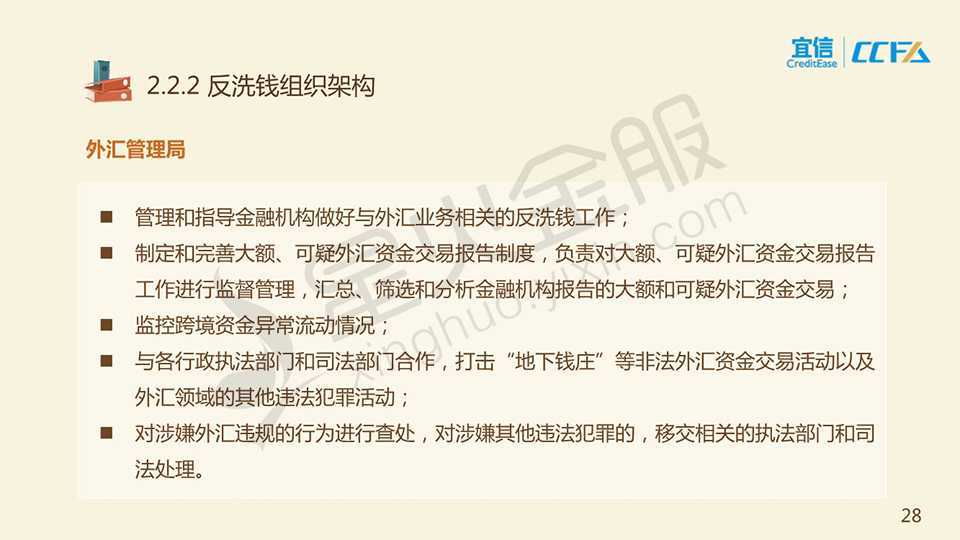 宜信
CreditEase
CCFA
2.2.2 反洗钱组织架构
外汇管理局
■ 管理和指导金融机构做好与外汇业务相关的反洗钱工作；
■ 制定和完善大额、可疑外汇资金交易报告制度，负责对大额、可疑外汇资金交易报告
工作进行监督管理，汇总、筛选和分析金融机构报告的大额和可疑外汇资金交易；
■ 监控跨境资金异常流动情况；
■ 与各行政执法部门和司法部门合作，打击“地下钱庄”等非法外汇资金交易活动以及
外汇领域的其他违法犯罪活动；
■ 对涉嫌外汇违规的行为进行查处，对涉嫌其他违法犯罪的，移交相关的执法部门和司
法处理。
星火金服
xinghuo.yixin.com
28